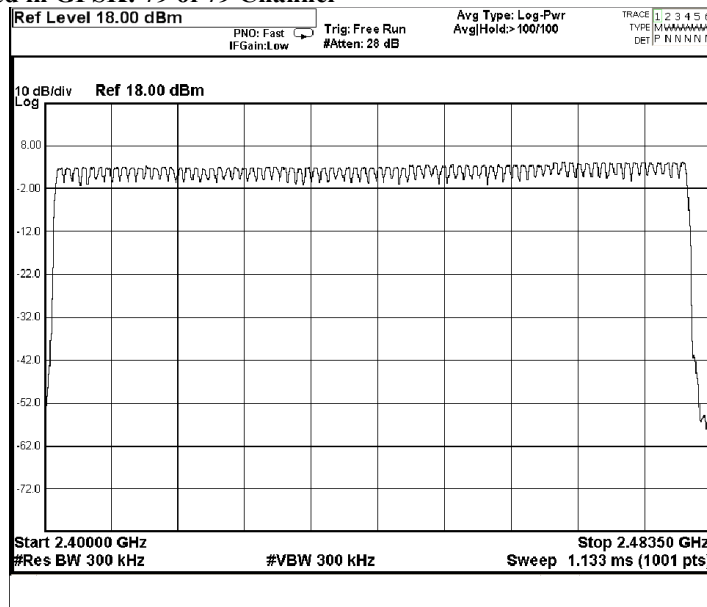 GFSK: 79 of 79 Channel
Ref Level 18.00 dBm
PNO: Fast
IFGain:Low
Trig: Free Run
#Atten: 28 dB
Avg Type: Log-Pwr
Avg|Hold:> 100/100
TRACE 1 2 3 4 5 6
TYPE M
DET P N N N N
10 dB/div Ref 18.00 dBm
Log
8.00
-2.00
-12.0
-22.0
-32.0
-42.0
-52.0
-62.0
-72.0
Start 2.40000 GHz Stop 2.48350 GHz
#Res BW 300 kHz #VBW 300 kHz Sweep 1.133 ms (1001 pts)